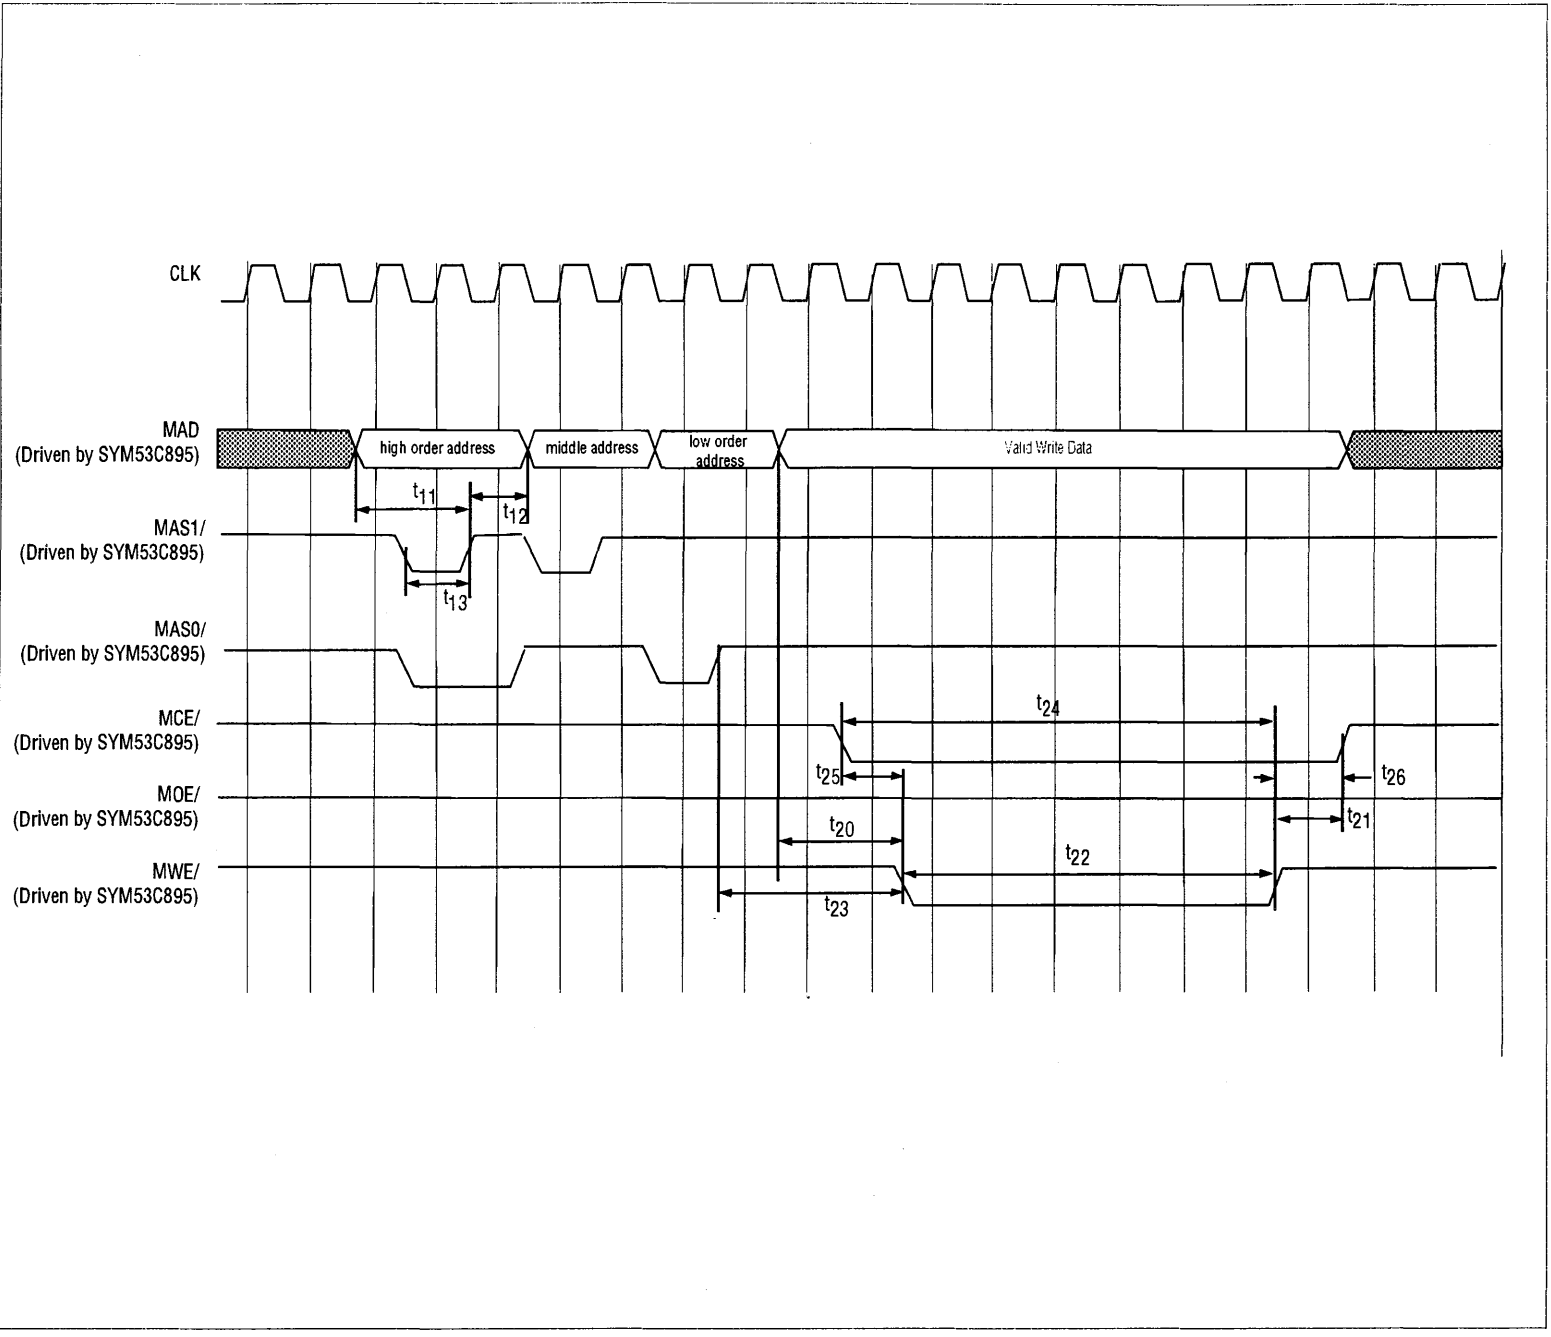 CLK
MAD
(Driven by SYM53C895)
high order address
middle address
low order
address
Valid Write Data
t11
t12
MAS1/
(Driven by SYM53C895)
t13
MAS0/
(Driven by SYM53C895)
MCE/
(Driven by SYM53C895)
t24
t25
t26
MOE/
(Driven by SYM53C895)
t21
t20
MWE/
(Driven by SYM53C895)
t22
t23